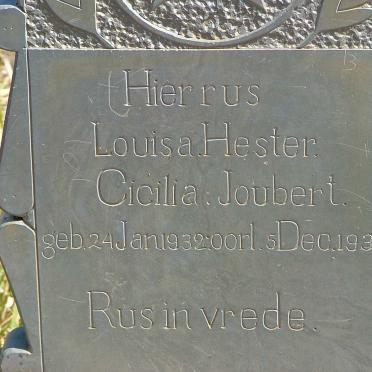 Hier rus
Louisa. Hester.
Cicilia. Joubert.
geb. 24 Jan. 1932: oorl. 5 Dec. 193
Rus in vrede.